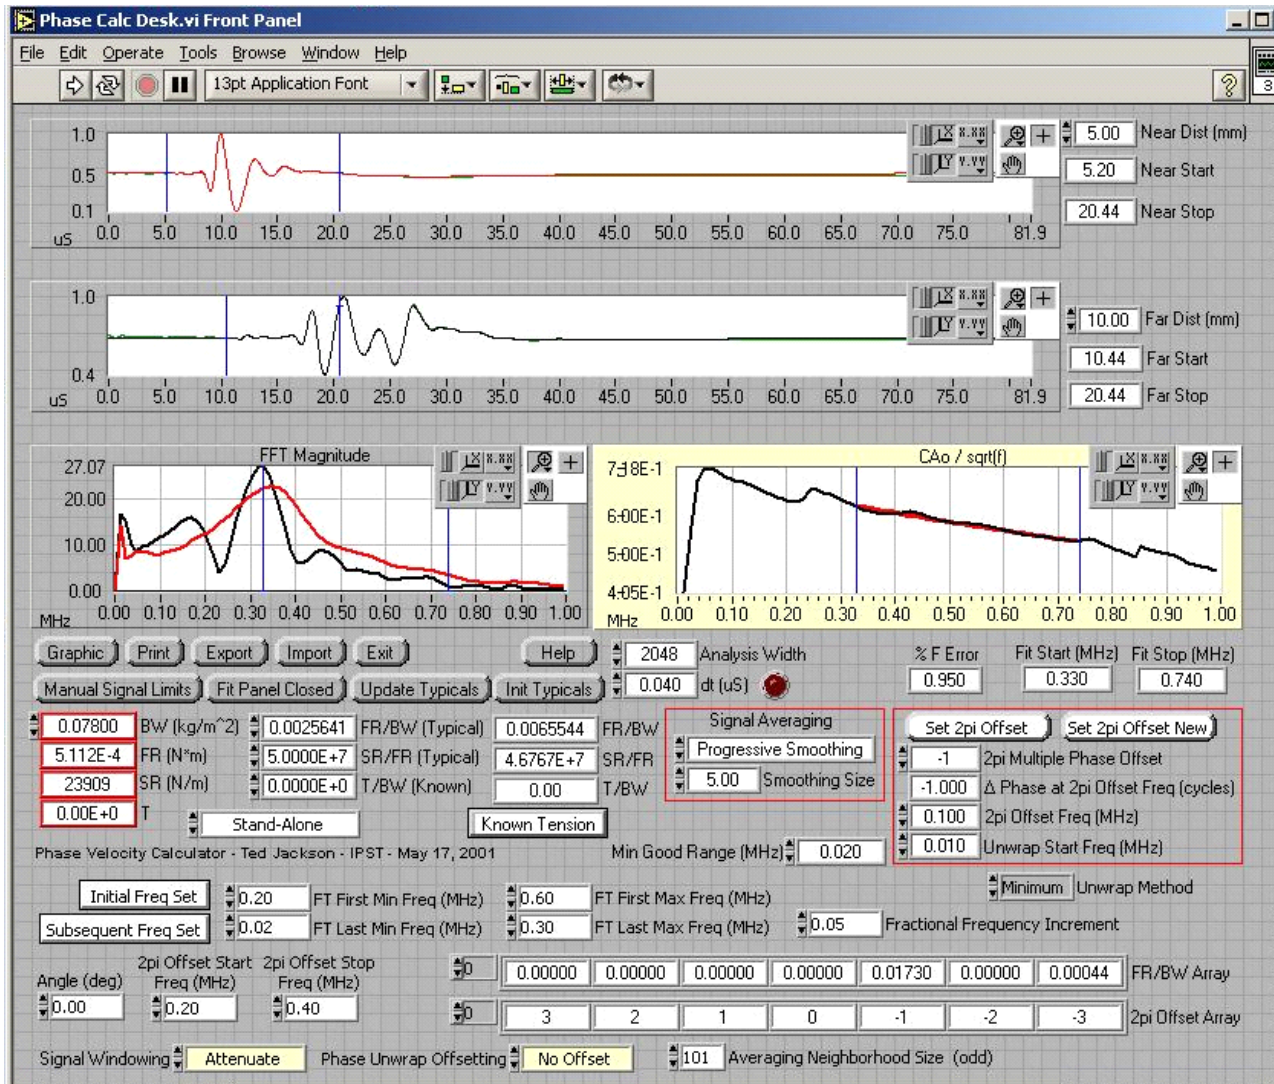 Phase Calc Desk.vi Front Panel
File Edit Operate Tools Browse Window Help
13pt Application Font
3
1.0
0.5
0.1
uS 0.0 5.0 10.0 15.0 20.0 25.0 30.0 35.0 40.0 45.0 50.0 55.0 60.0 65.0 70.0 75.0 81.9
5.00 Near Dist (mm)
5.20 Near Start
20.44 Near Stop
1.0
0.4
uS 0.0 5.0 10.0 15.0 20.0 25.0 30.0 35.0 40.0 45.0 50.0 55.0 60.0 65.0 70.0 75.0 81.9
10.00 Far Dist (mm)
10.44 Far Start
20.44 Far Stop
FFT Magnitude
27.07
20.00
10.00
0.00
MHz 0.00 0.10 0.20 0.30 0.40 0.50 0.60 0.70 0.80 0.90 1.00
CAo / sqrt(f)
7.18E-1
6.00E-1
5.00E-1
4.05E-1
MHz 0.00 0.10 0.20 0.30 0.40 0.50 0.60 0.70 0.80 0.90 1.00
Graphic Print Export Import Exit Help 2048 Analysis Width % F Error Fit Start (MHz) Fit Stop (MHz)
Manual Signal Limits Fit Panel Closed Update Typicals Init Typicals 0.040 dt (uS) 0.950 0.330 0.740
0.07800 BW (kg/m^2) 0.0025641 FR/BW (Typical) 0.0065544 FR/BW
5.112E-4 FR (N*m) 5.0000E+7 SR/FR (Typical) 4.6767E+7 SR/FR
23909 SR (N/m) 0.0000E+0 T/BW (Known) 0.00 T/BW
0.00E+0 T
Stand-Alone Known Tension
Signal Averaging
Progressive Smoothing
5.00 Smoothing Size
Set 2pi Offset Set 2pi Offset New
-1 2pi Multiple Phase Offset
-1.000 Δ Phase at 2pi Offset Freq (cycles)
0.100 2pi Offset Freq (MHz)
0.010 Unwrap Start Freq (MHz)
Phase Velocity Calculator - Ted Jackson - IPST - May 17, 2001 Min Good Range (MHz) 0.020
Minimum Unwrap Method
Initial Freq Set 0.20 FT First Min Freq (MHz) 0.60 FT First Max Freq (MHz)
Subsequent Freq Set 0.02 FT Last Min Freq (MHz) 0.30 FT Last Max Freq (MHz) 0.05 Fractional Frequency Increment
Angle (deg) 2pi Offset Start Freq (MHz) 2pi Offset Stop Freq (MHz)
0.00 0.20 0.40
0 0.00000 0.00000 0.00000 0.00000 0.01730 0.00000 0.00044 FR/BW Array
0 3 2 1 0 -1 -2 -3 2pi Offset Array
Signal Windowing Attenuate Phase Unwrap Offsetting No Offset 101 Averaging Neighborhood Size (odd)